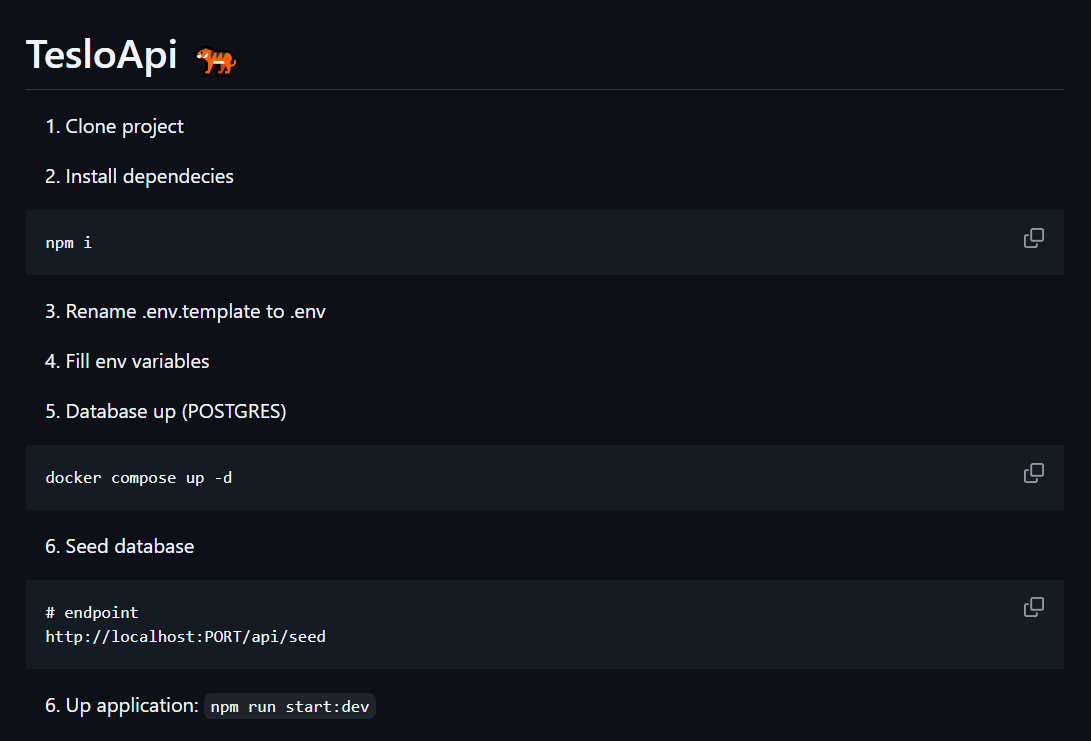 TesloApi 🐅
1. Clone project
2. Install dependecies
npm i
3. Rename .env.template to .env
4. Fill env variables
5. Database up (POSTGRES)
docker compose up -d
6. Seed database
# endpoint
http://localhost:PORT/api/seed
6. Up application: npm run start:dev